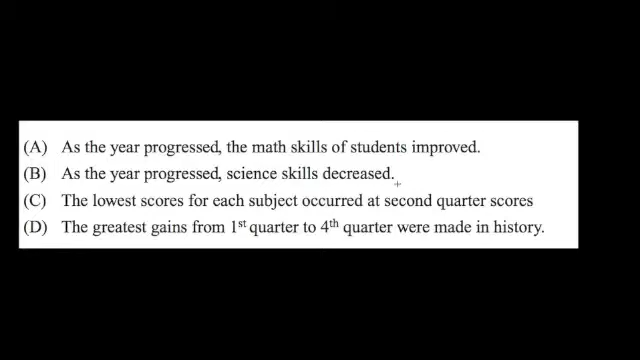 (A) As the year progressed, the math skills of students improved.
(B) As the year progressed, science skills decreased.
(C) The lowest scores for each subject occurred at second quarter scores
(D) The greatest gains from 1st quarter to 4th quarter were made in history.